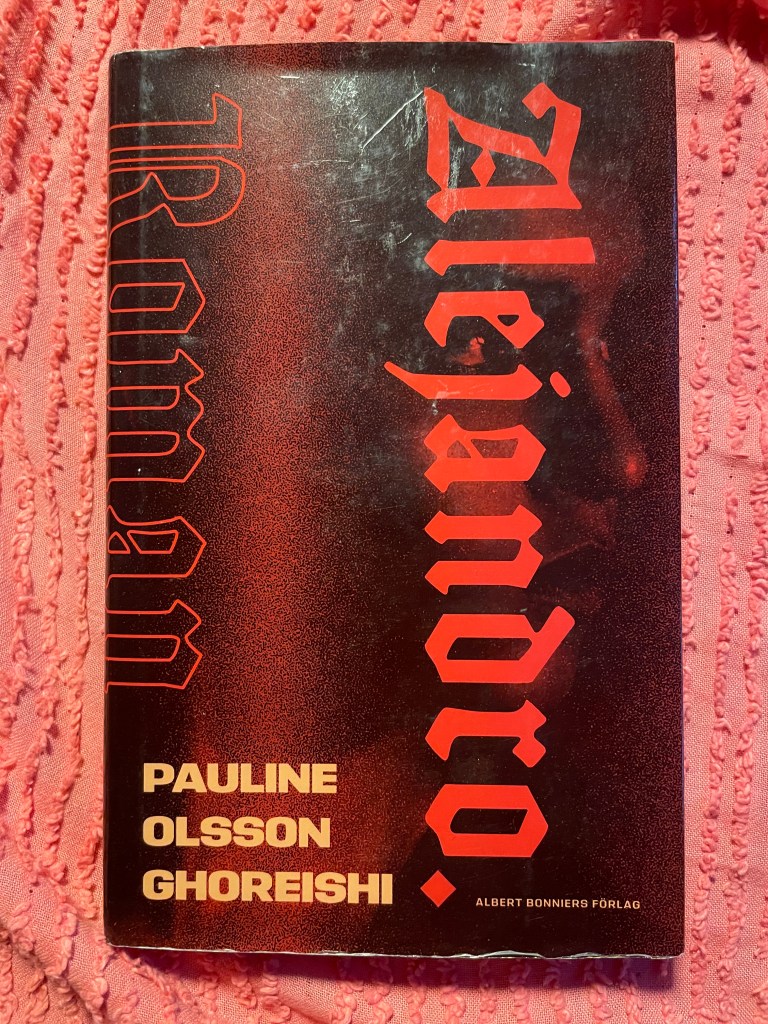 Alejandro.
Roman
PAULINE
OLSSON
GHOREISHI
ALBERT BONNIERS FÖRLAG